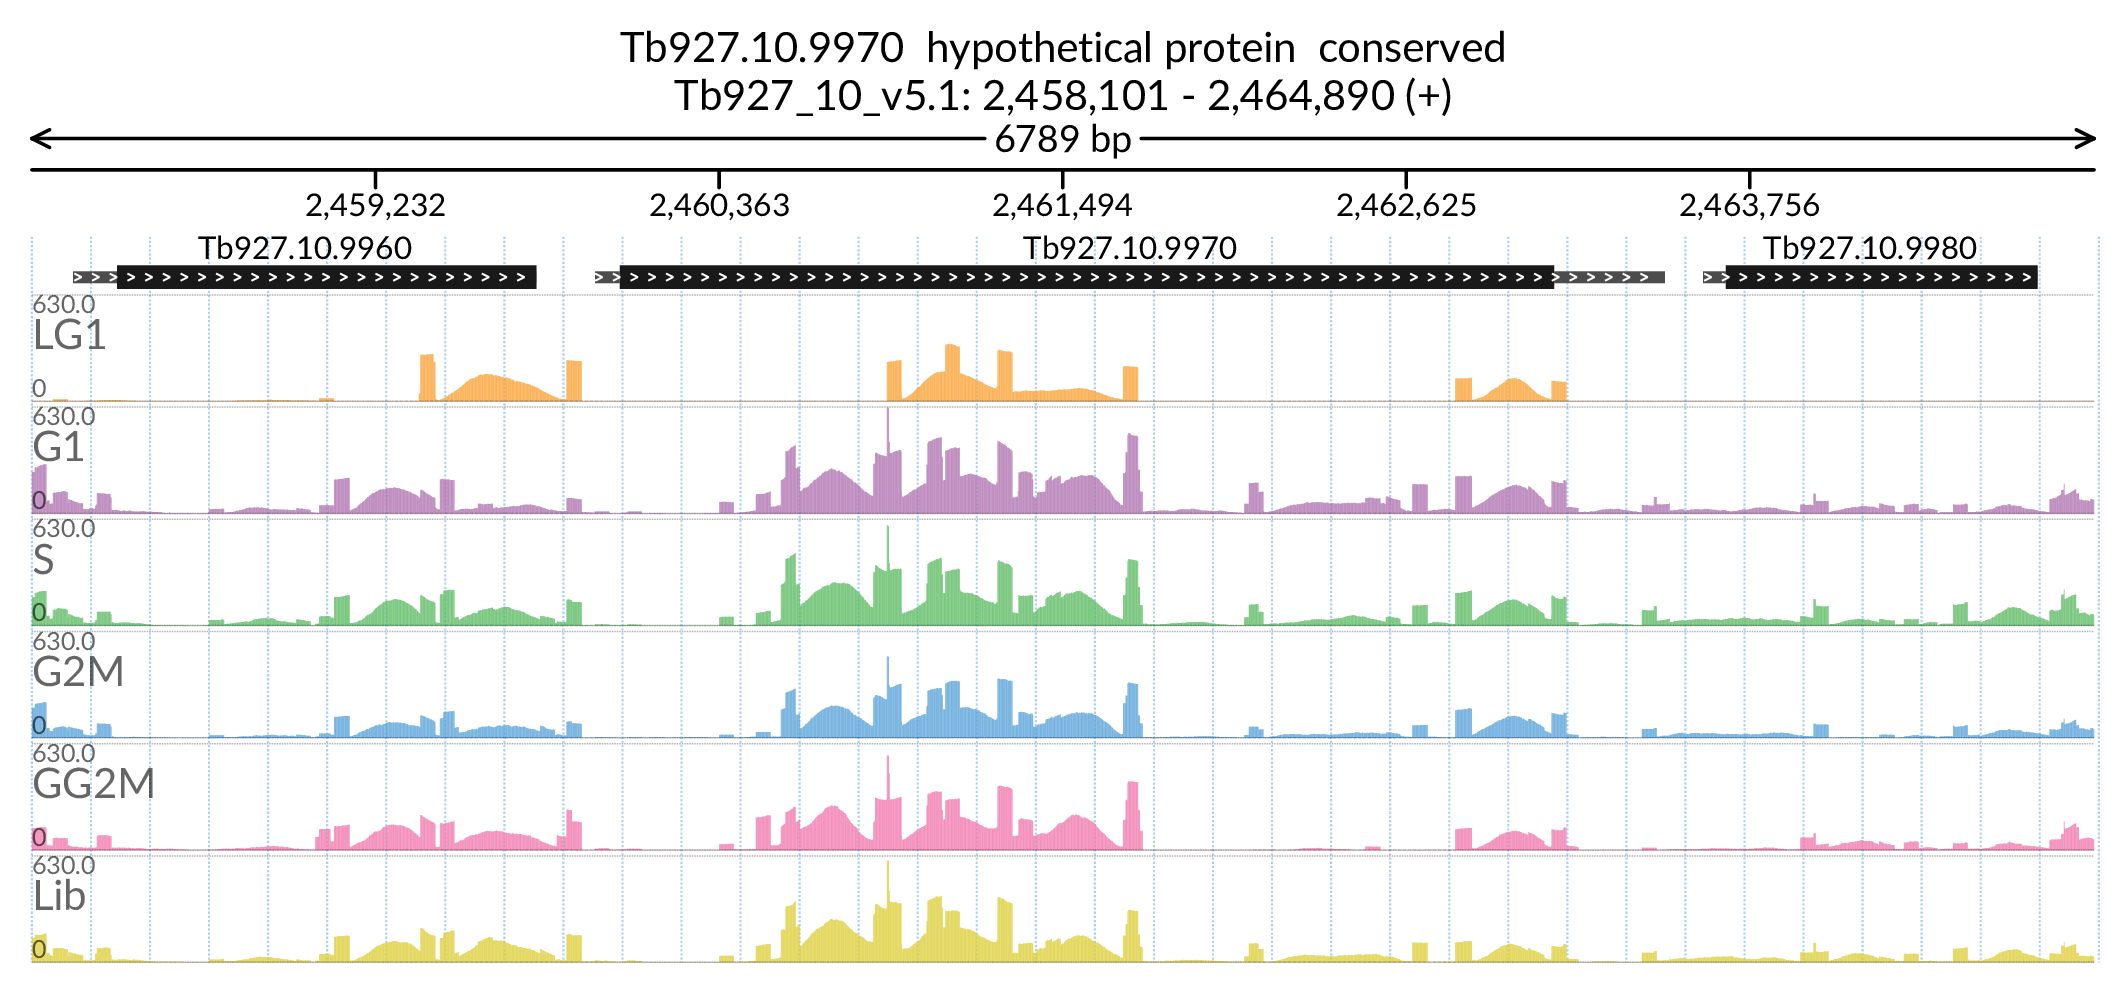 Tb927.10.9970 hypothetical protein conserved
Tb927_10_v5.1: 2,458,101 - 2,464,890 (+)
6789 bp
2,459,232 2,460,363 2,461,494 2,462,625 2,463,756
Tb927.10.9960 Tb927.10.9970 Tb927.10.9980
630.0
LG1
0
630.0
G1
0
630.0
S
0
630.0
G2M
0
630.0
GG2M
0
630.0
Lib
0